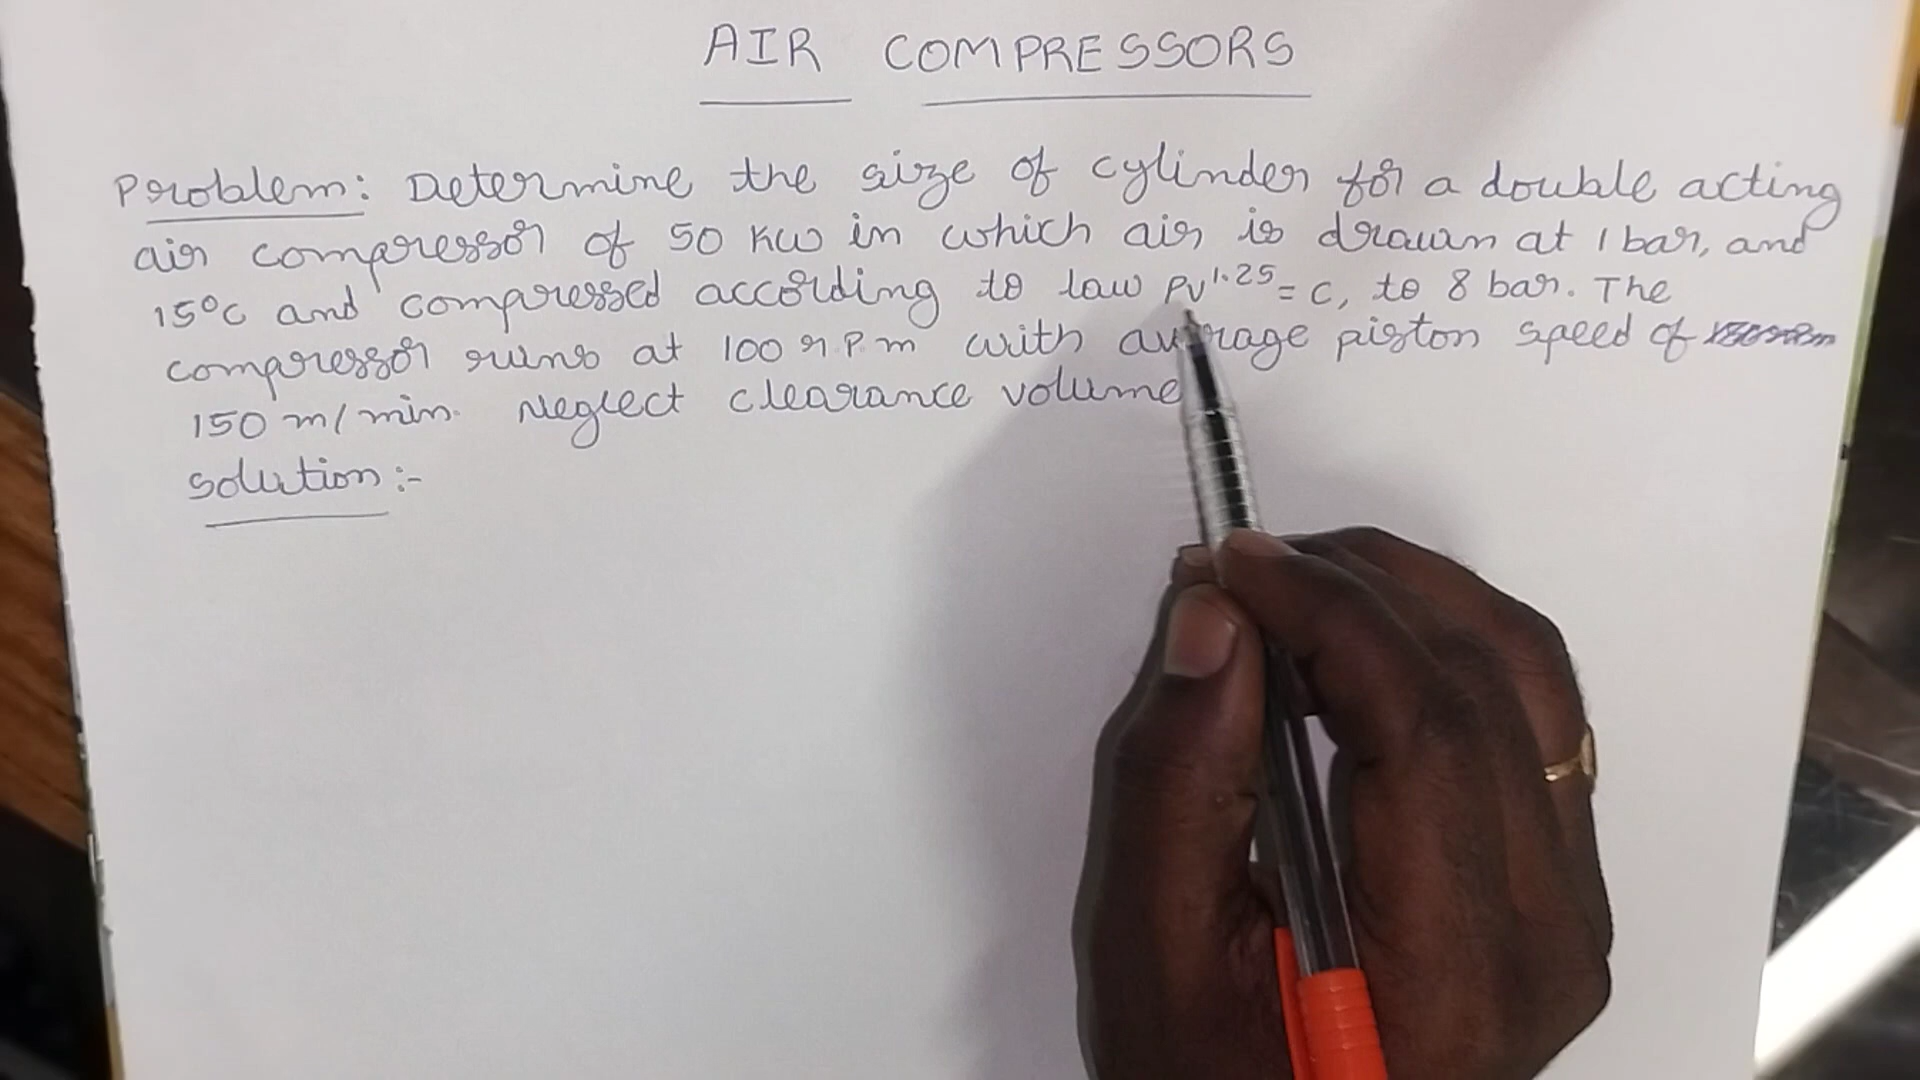 AIR COMPRESSORS
Problem: Determine the size of cylinder for a double acting
air compressor of 50 KW in which air is drawn at 1 bar, and
15°C and compressed according to law PV^1.25 = C, to 8 bar. The
compressor runs at 100 r.P.m with average piston speed of
150 m/min. Neglect clearance volume
Solution:-